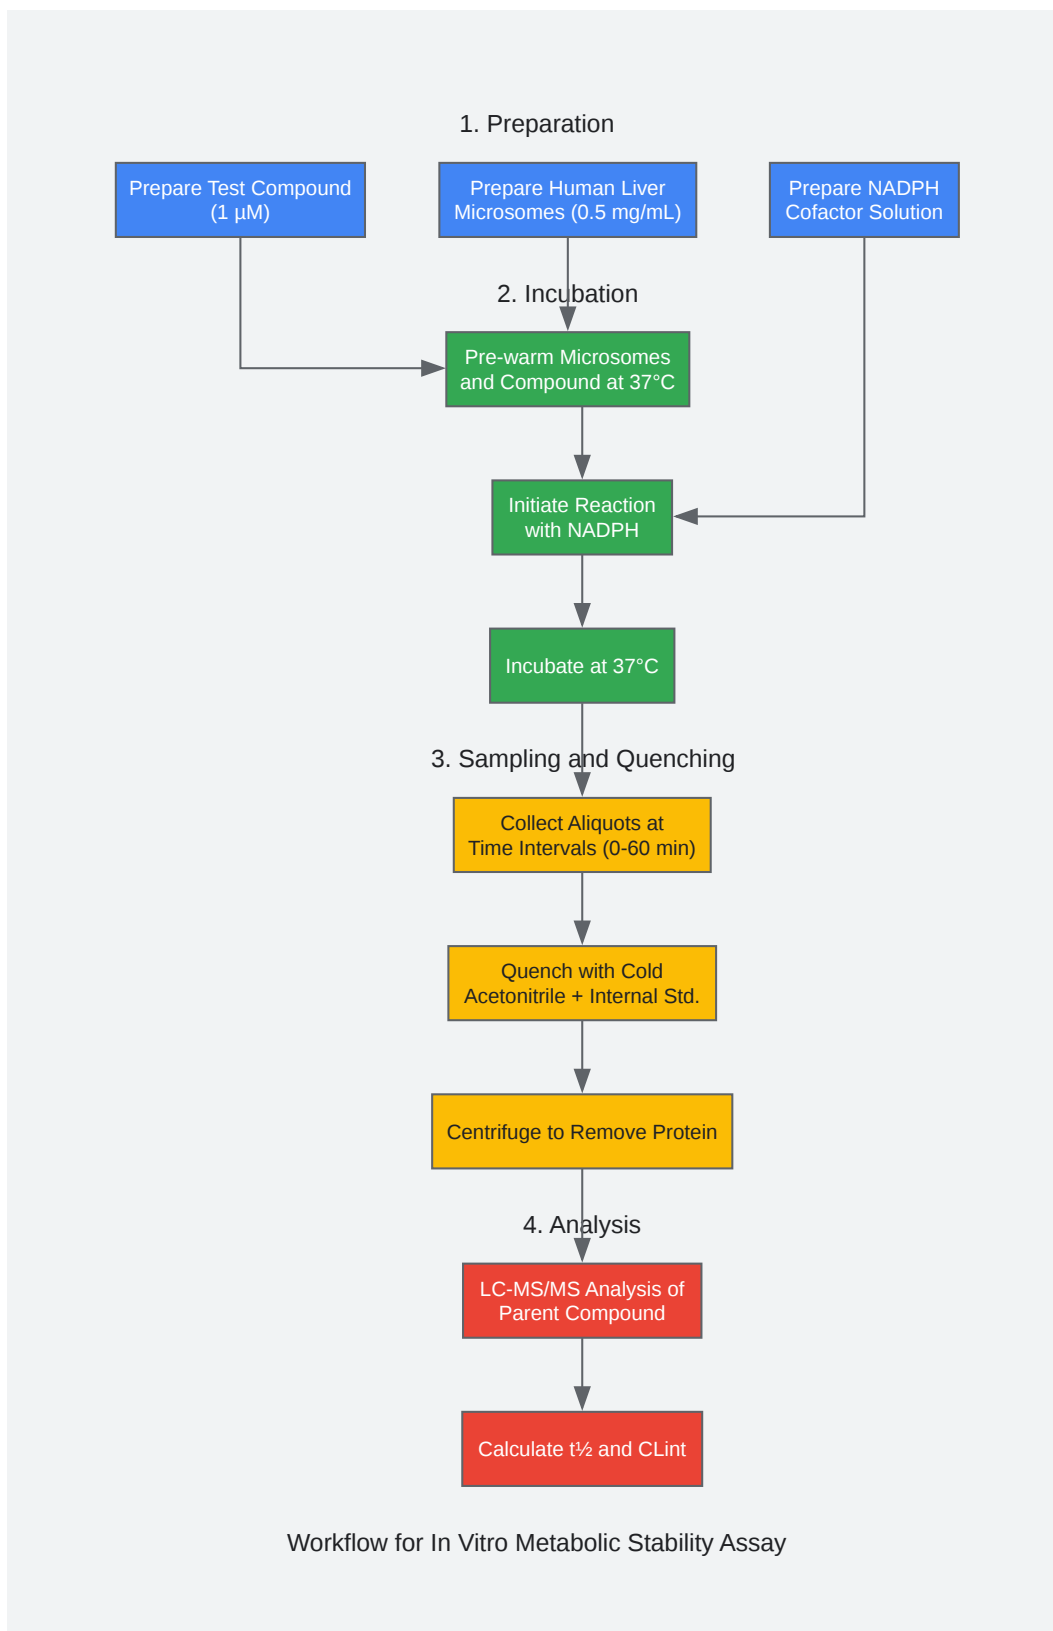 1. Preparation
Prepare Test Compound
(1 µM)
Prepare Human Liver
Microsomes (0.5 mg/mL)
Prepare NADPH
Cofactor Solution
2. Incubation
Pre-warm Microsomes
and Compound at 37°C
Initiate Reaction
with NADPH
Incubate at 37°C
3. Sampling and Quenching
Collect Aliquots at
Time Intervals (0-60 min)
Quench with Cold
Acetonitrile + Internal Std.
Centrifuge to Remove Protein
4. Analysis
LC-MS/MS Analysis of
Parent Compound
Calculate t½ and CLint
Workflow for In Vitro Metabolic Stability Assay